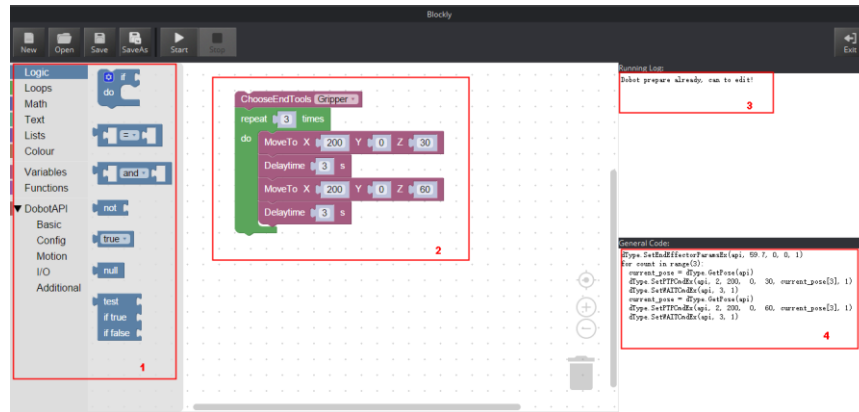 Blockly
New Open Save SaveAs Start Stop Exit
Logic
Loops
Math
Text
Lists
Colour
Variables
Functions
DobotAPI
Basic
Config
Motion
I/O
Additional
if
do
=
and
not
true
null
test
if true
if false
1
ChooseEndTools Gripper
repeat 3 times
do MoveTo X 200 Y 0 Z 30
Delaytime 3 s
MoveTo X 200 Y 0 Z 60
Delaytime 3 s
2
Running Log:
Dobot prepare already, can to edit!
3
General Code:
dType.SetEndEffectorParamsEx(api, 59.7, 0, 0, 1)
for count in range(3):
current_pose = dType.GetPose(api)
dType.SetPTPCmdEx(api, 2, 200, 0, 30, current_pose[3], 1)
dType.SetWAITCmdEx(api, 3, 1)
current_pose = dType.GetPose(api)
dType.SetPTPCmdEx(api, 2, 200, 0, 60, current_pose[3], 1)
dType.SetWAITCmdEx(api, 3, 1)
4